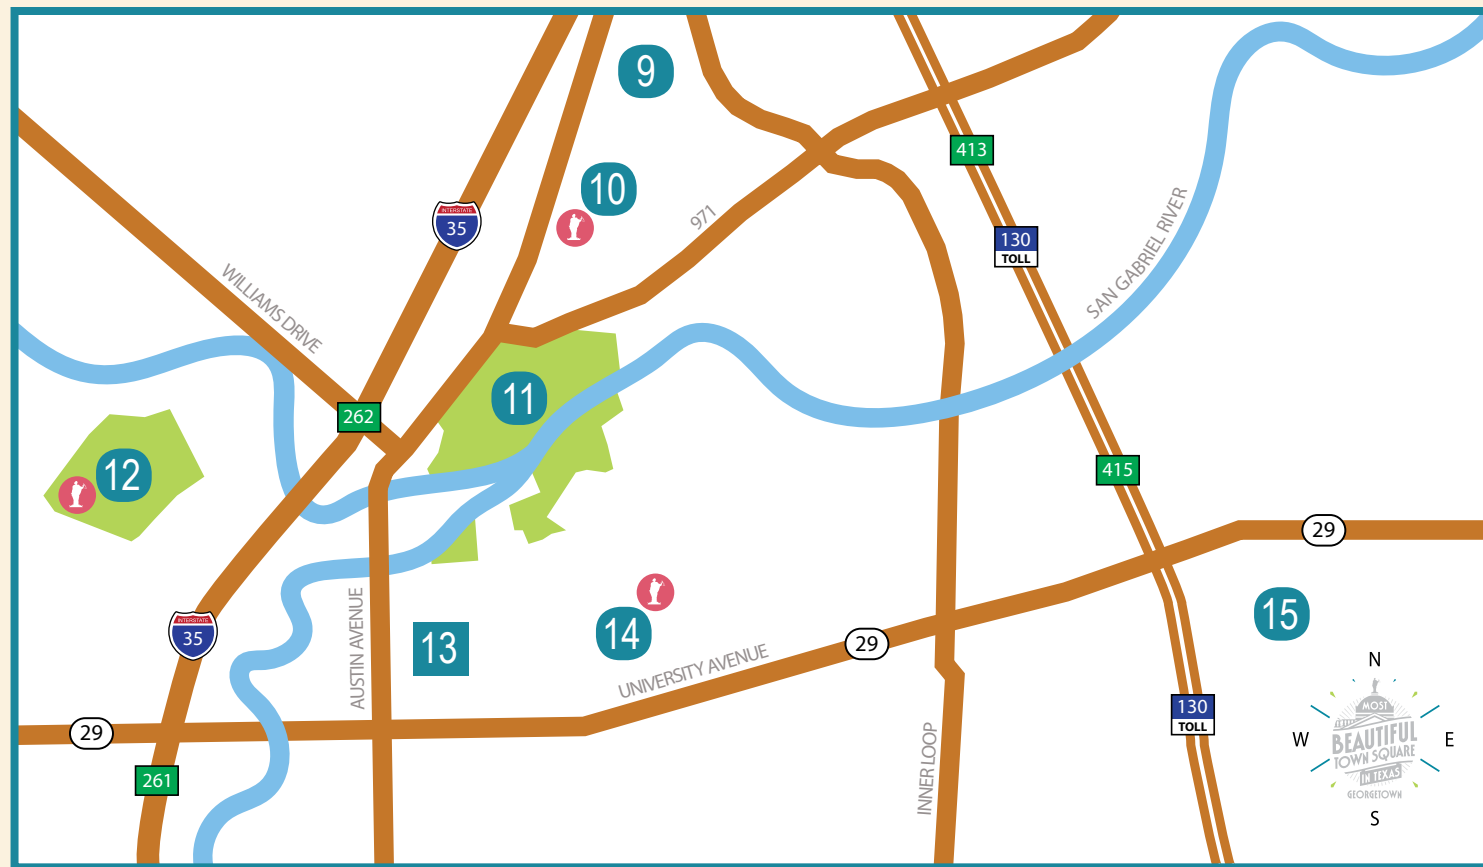 9
413
10
INTERSTATE
35
971
130
TOLL
SAN GABRIEL RIVER
WILLIAMS DRIVE
11
262
12
415
29
15
14
INTERSTATE
35
AUSTIN AVENUE
13
29
UNIVERSITY AVENUE
29
261
INNER LOOP
130
TOLL
N
W
E
S
MOST
BEAUTIFUL
TOWN SQUARE
IN TEXAS
GEORGETOWN